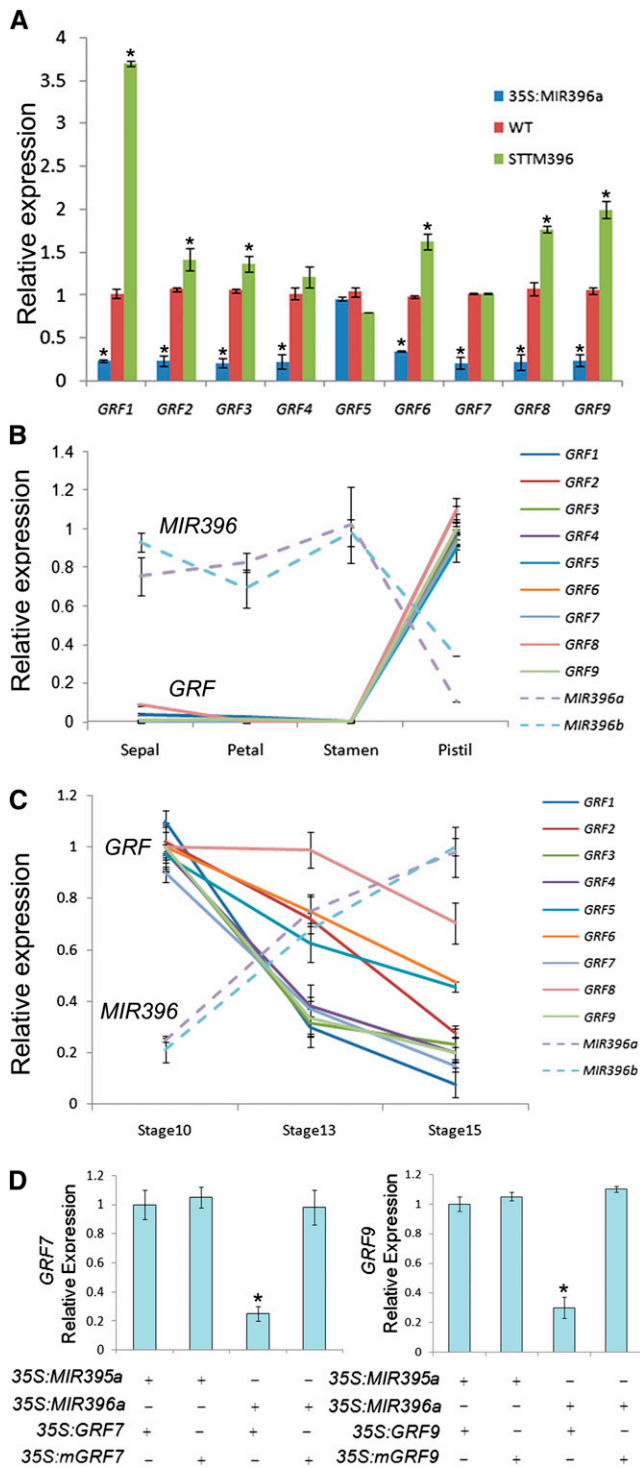 A
Relative expression
4
3.5
3
2.5
2
1.5
1
0.5
0
35S:MIR396a
WT
STTM396
* * * * * * * * * * * * * *
GRF1 GRF2 GRF3 GRF4 GRF5 GRF6 GRF7 GRF8 GRF9
B
Relative expression
1.4
1.2
1
0.8
0.6
0.4
0.2
0
MIR396
GRF
Sepal Petal Stamen Pistil
GRF1
GRF2
GRF3
GRF4
GRF5
GRF6
GRF7
GRF8
GRF9
MIR396a
MIR396b
C
Relative expression
1.2
1
0.8
0.6
0.4
0.2
0
GRF
MIR396
Stage10 Stage13 Stage15
GRF1
GRF2
GRF3
GRF4
GRF5
GRF6
GRF7
GRF8
GRF9
MIR396a
MIR396b
D
GRF7
Relative Expression
1.2
1
0.8
0.6
0.4
0.2
0
*
35S:MIR395a + + – –
35S:MIR396a – – + +
35S:GRF7 + – + –
35S:mGRF7 – + – +
GRF9
Relative Expression
1.2
1
0.8
0.6
0.4
0.2
0
*
35S:MIR395a + + – –
35S:MIR396a – – + +
35S:GRF9 + – + –
35S:mGRF9 – + – +